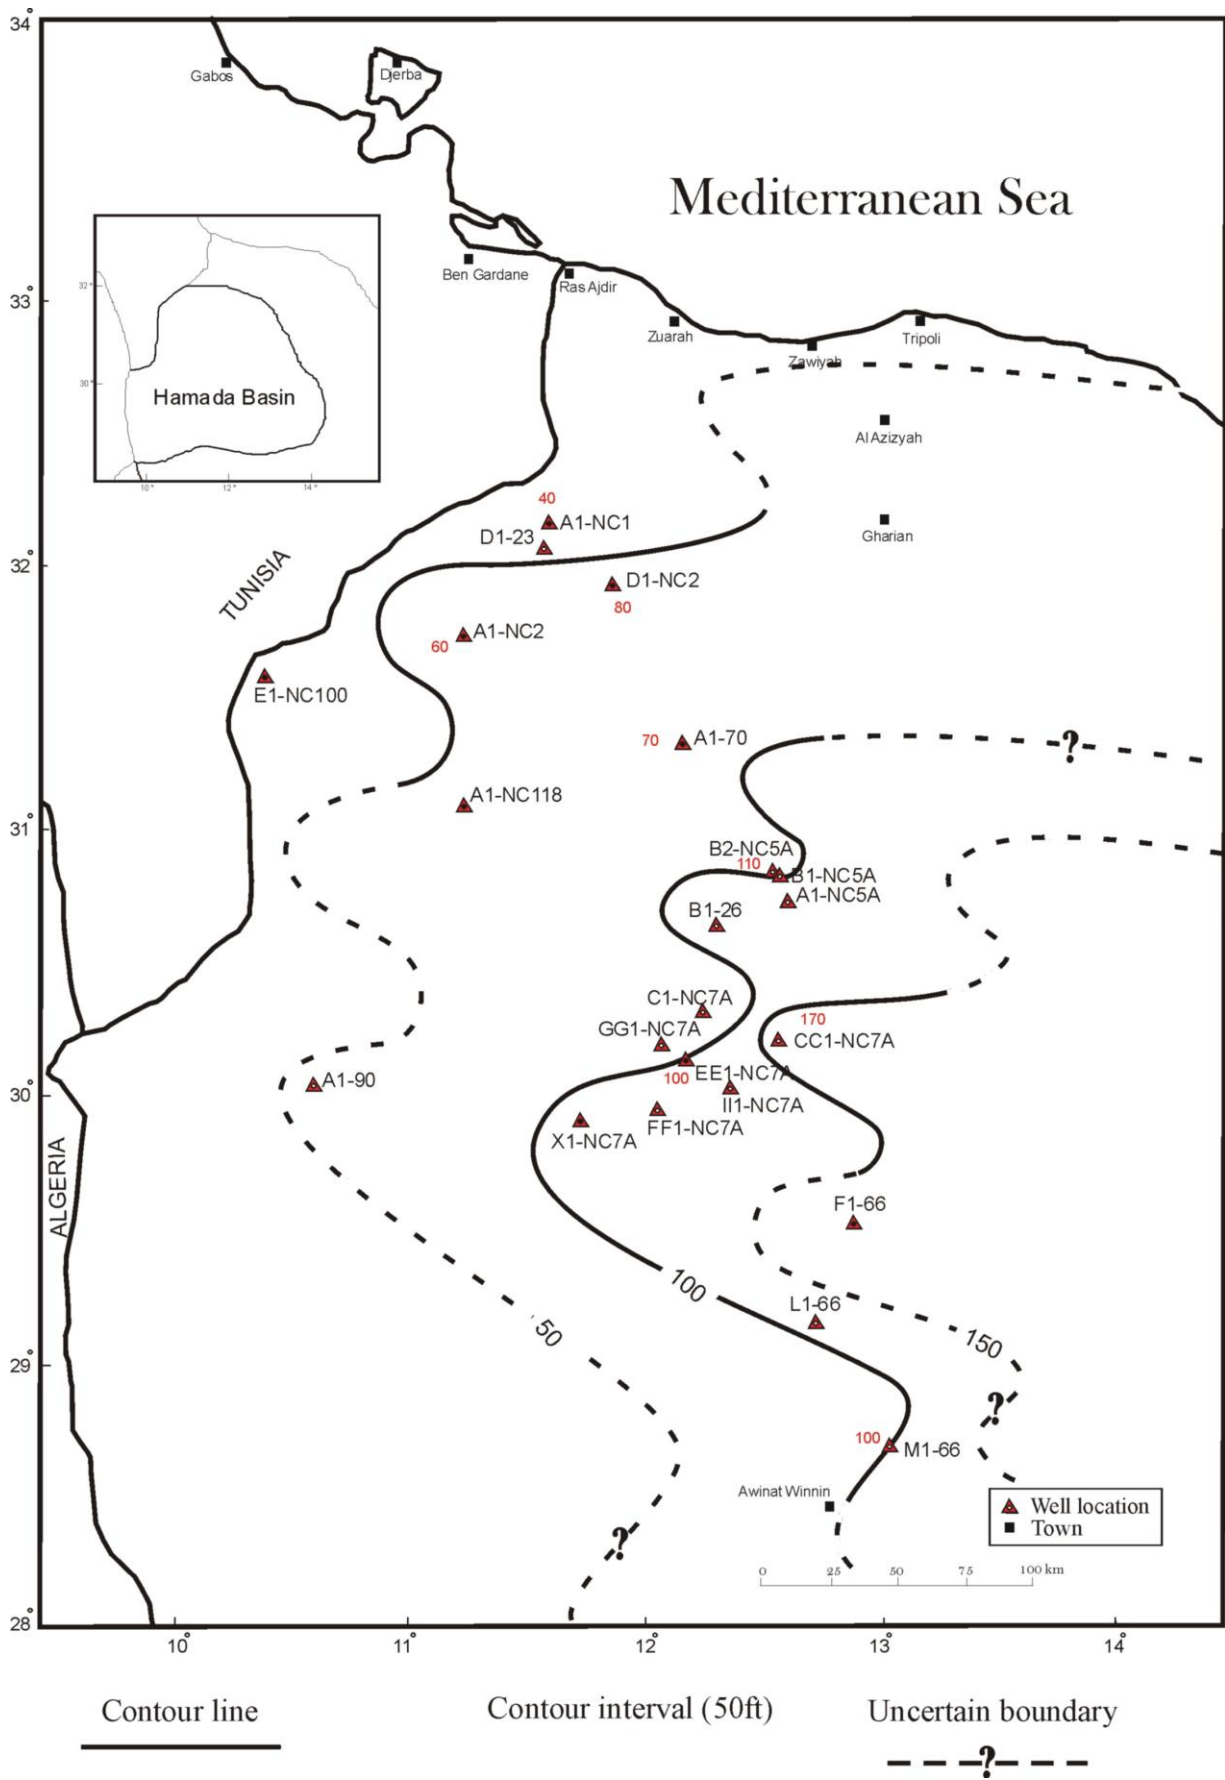 34°
Gabos
Djerba
Mediterranean Sea
Ben Gardane
Ras Ajdir
33°
Zuarah
Zawiyah
Tripoli
32°
30°
Hamada Basin
10°
12°
14°
Al Azizyah
Gharian
40
A1-NC1
D1-23
32°
TUNISIA
D1-NC2
80
A1-NC2
60
E1-NC100
70
A1-70
?
A1-NC118
31°
B2-NC5A
110
B1-NC5A
A1-NC5A
B1-26
C1-NC7A
GG1-NC7A
170
CC1-NC7A
100
EE1-NC7A
A1-90
30°
II1-NC7A
FF1-NC7A
X1-NC7A
ALGERIA
F1-66
100
L1-66
50
150
29°
?
100
M1-66
Awinat Winnin
?
Well location
Town
0 25 50 75 100 km
28°
10° 11° 12° 13° 14°
Contour line
Contour interval (50ft)
Uncertain boundary
?